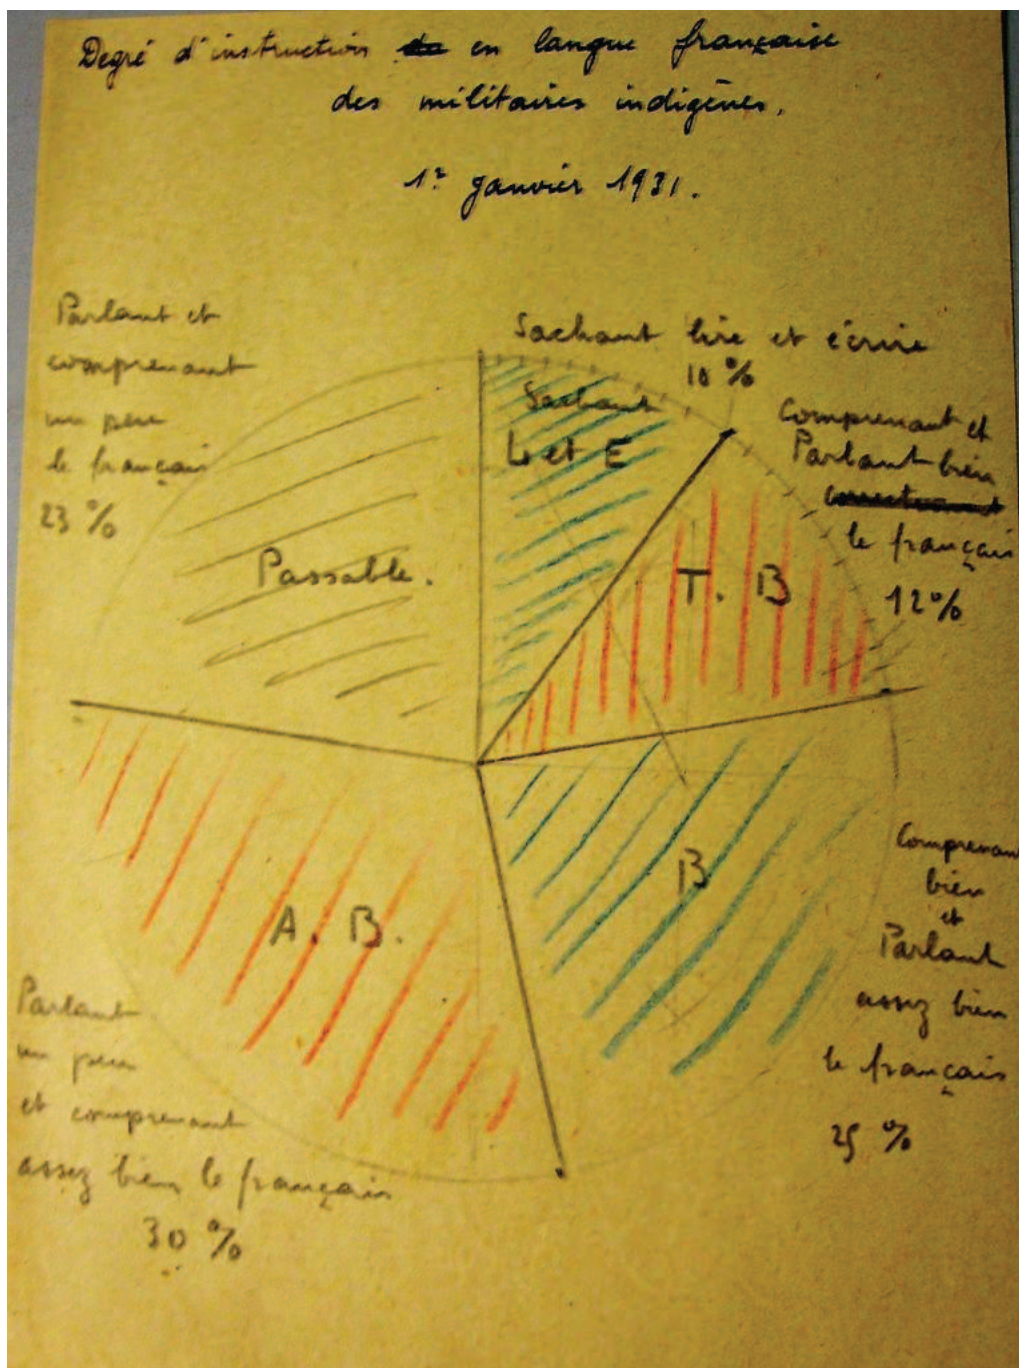 Degré d'instruction en langue française
des militaires indigènes.
1er janvier 1931.
Parlant et
comprenant
un peu
le français
23 %
Sachant lire et écrire
10 %
Sachant
L et E
Comprenant et
Parlant bien
le français
12%
Passable.
T. B
A. B.
B
Comprenant
bien
et
Parlant
assez bien
le français
25 %
Parlant
un peu
et comprenant
assez bien le français
30 %